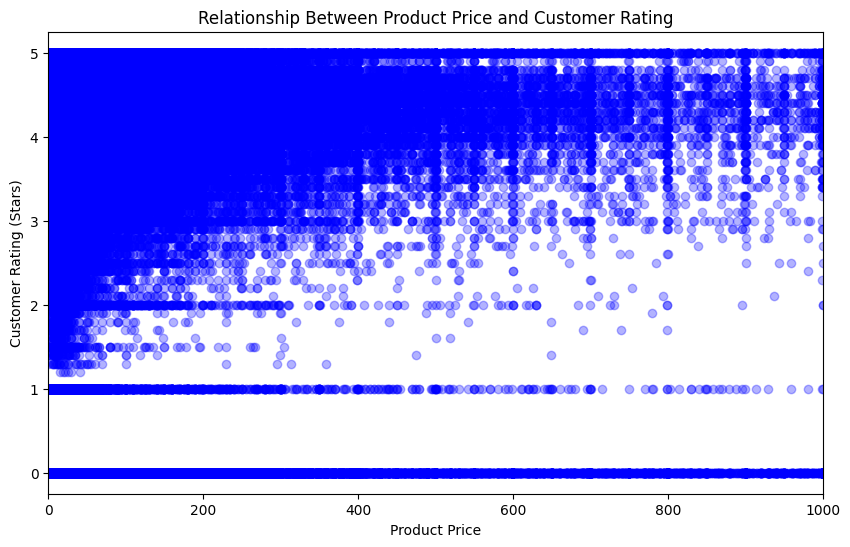 Relationship Between Product Price and Customer Rating
Customer Rating (Stars)
5
4
3
2
1
0
0 200 400 600 800 1000
Product Price